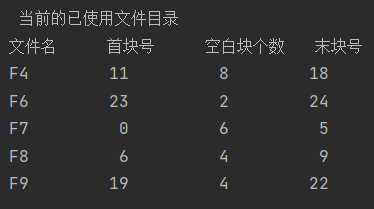 当前的已使用文件目录
文件名 首块号 空白块个数 末块号
F4 11 8 18
F6 23 2 24
F7 0 6 5
F8 6 4 9
F9 19 4 22